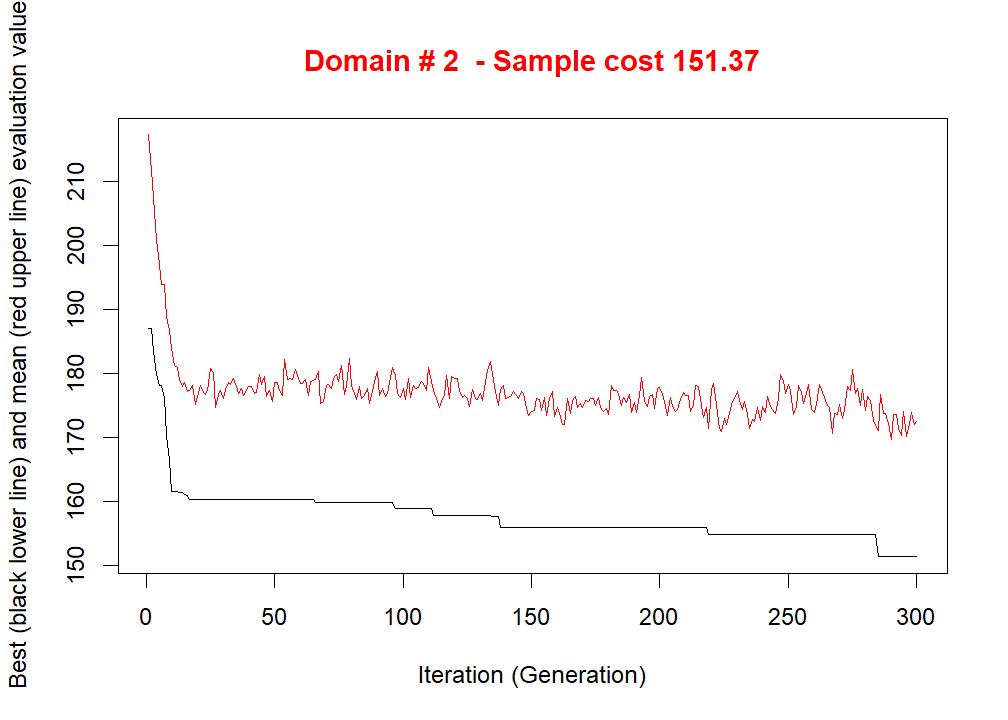 Domain # 2  - Sample cost 151.37
Best (black lower line) and mean (red upper line) evaluation value
210
200
190
180
170
160
150
0 50 100 150 200 250 300
Iteration (Generation)